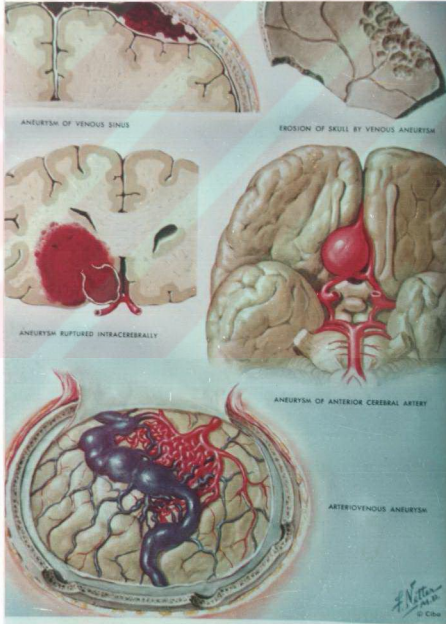 ANEURYSM OF VENOUS SINUS
EROSION OF SKULL BY VENOUS ANEURYSM
ANEURYSM RUPTURED INTRACEREBRALLY
ANEURYSM OF ANTERIOR CEREBRAL ARTERY
ARTERIOVENOUS ANEURYSM
F. Netter
M.D.
© CIBA